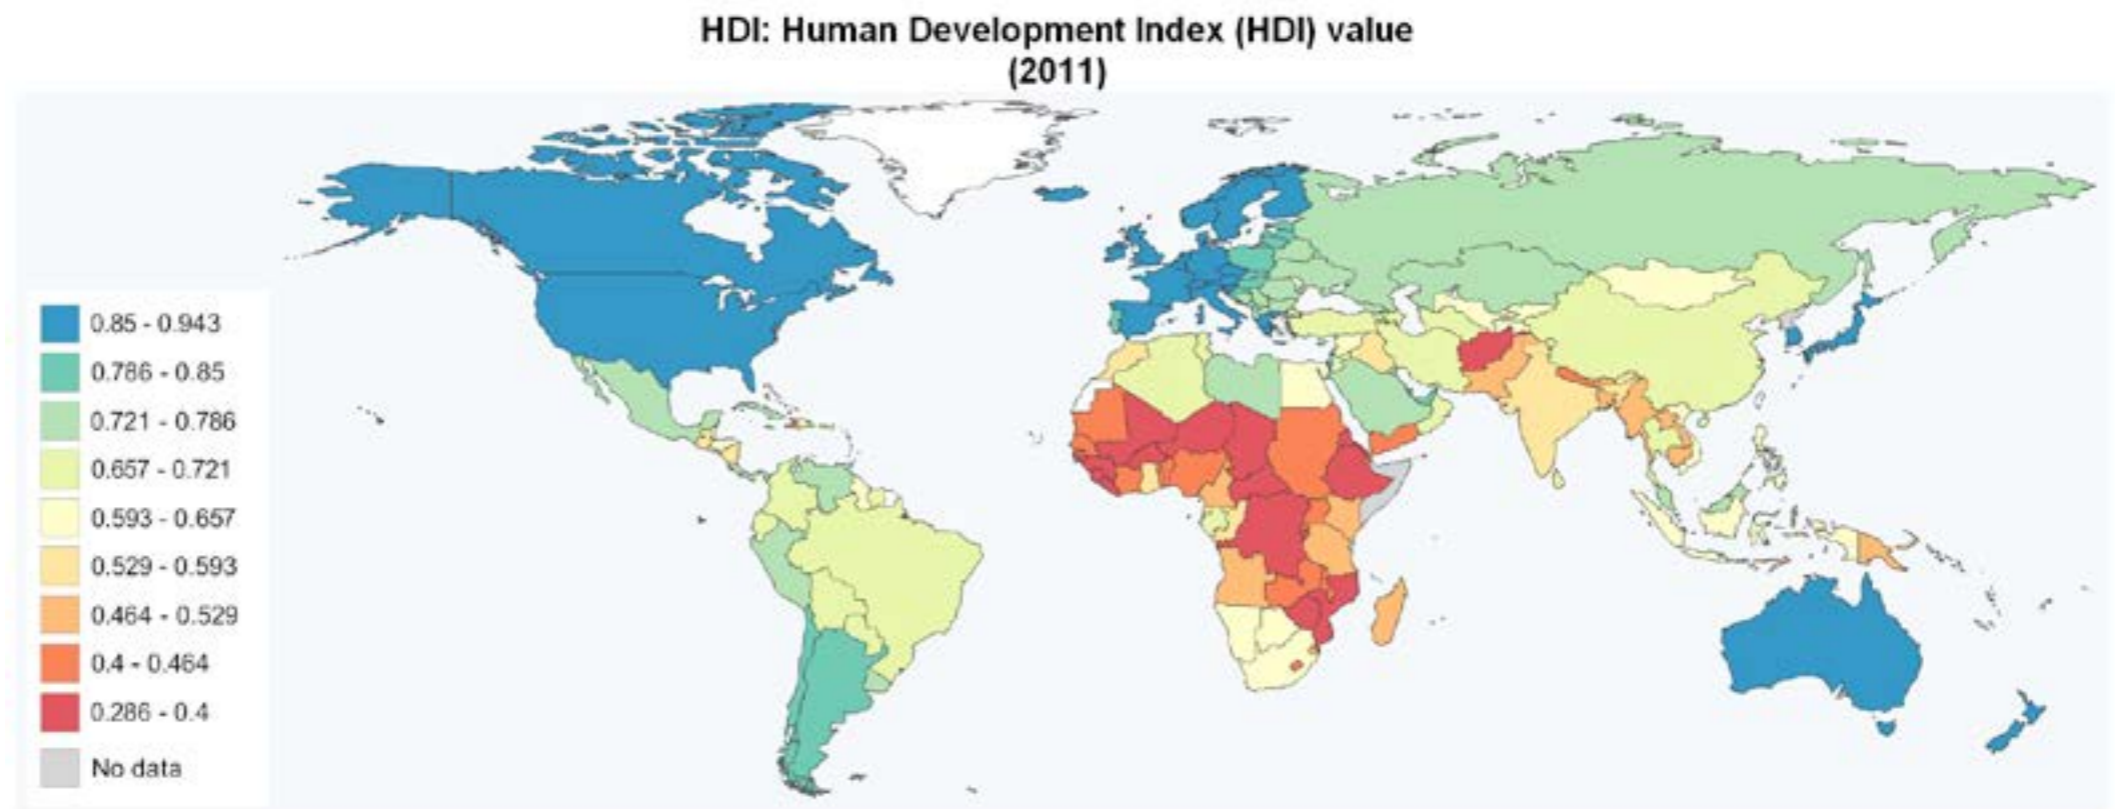 HDI: Human Development Index (HDI) value
(2011)
0.85 - 0.943
0.786 - 0.85
0.721 - 0.786
0.657 - 0.721
0.593 - 0.657
0.529 - 0.593
0.464 - 0.529
0.4 - 0.464
0.286 - 0.4
No data